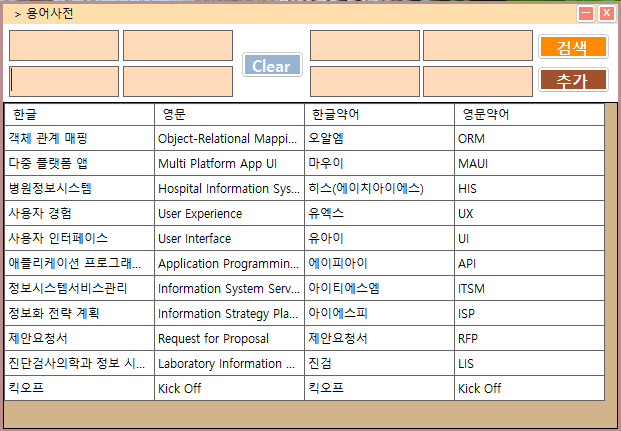 > 용어사전
검색
Clear
추가
한글 영문 한글약어 영문약어
객체 관계 매핑 Object-Relational Mappi... 오알엠 ORM
다중 플랫폼 앱 Multi Platform App UI 마우이 MAUI
병원정보시스템 Hospital Information Sys... 히스(에이치아이에스) HIS
사용자 경험 User Experience 유엑스 UX
사용자 인터페이스 User Interface 유아이 UI
애플리케이션 프로그래... Application Programmin... 에이피아이 API
정보시스템서비스관리 Information System Serv... 아이티에스엠 ITSM
정보화 전략 계획 Information Strategy Pla... 아이에스피 ISP
제안요청서 Request for Proposal 제안요청서 RFP
진단검사의학과 정보 시... Laboratory Information ... 진검 LIS
킥오프 Kick Off 킥오프 Kick Off